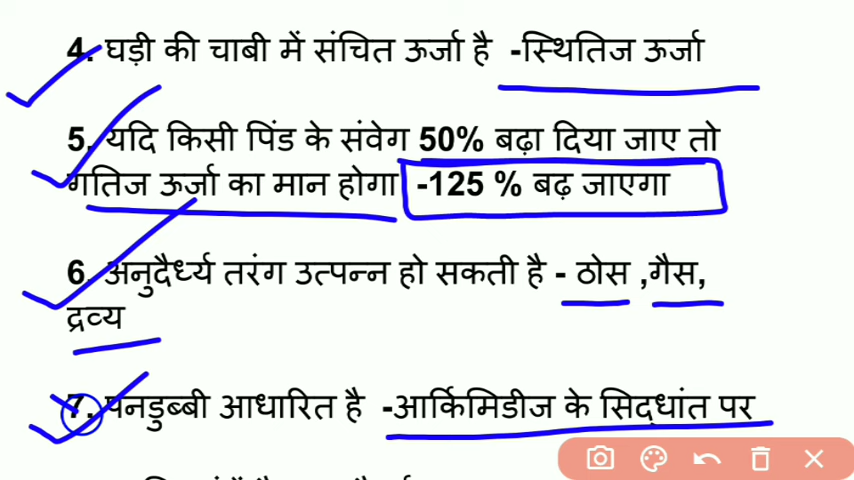 4. घड़ी की चाबी में संचित ऊर्जा है -स्थितिज ऊर्जा
5. यदि किसी पिंड के संवेग 50% बढ़ा दिया जाए तो
गतिज ऊर्जा का मान होगा -125 % बढ़ जाएगा
6. अनुदैर्ध्य तरंग उत्पन्न हो सकती है - ठोस ,गैस,
द्रव्य
7. पनडुब्बी आधारित है -आर्किमिडीज के सिद्धांत पर